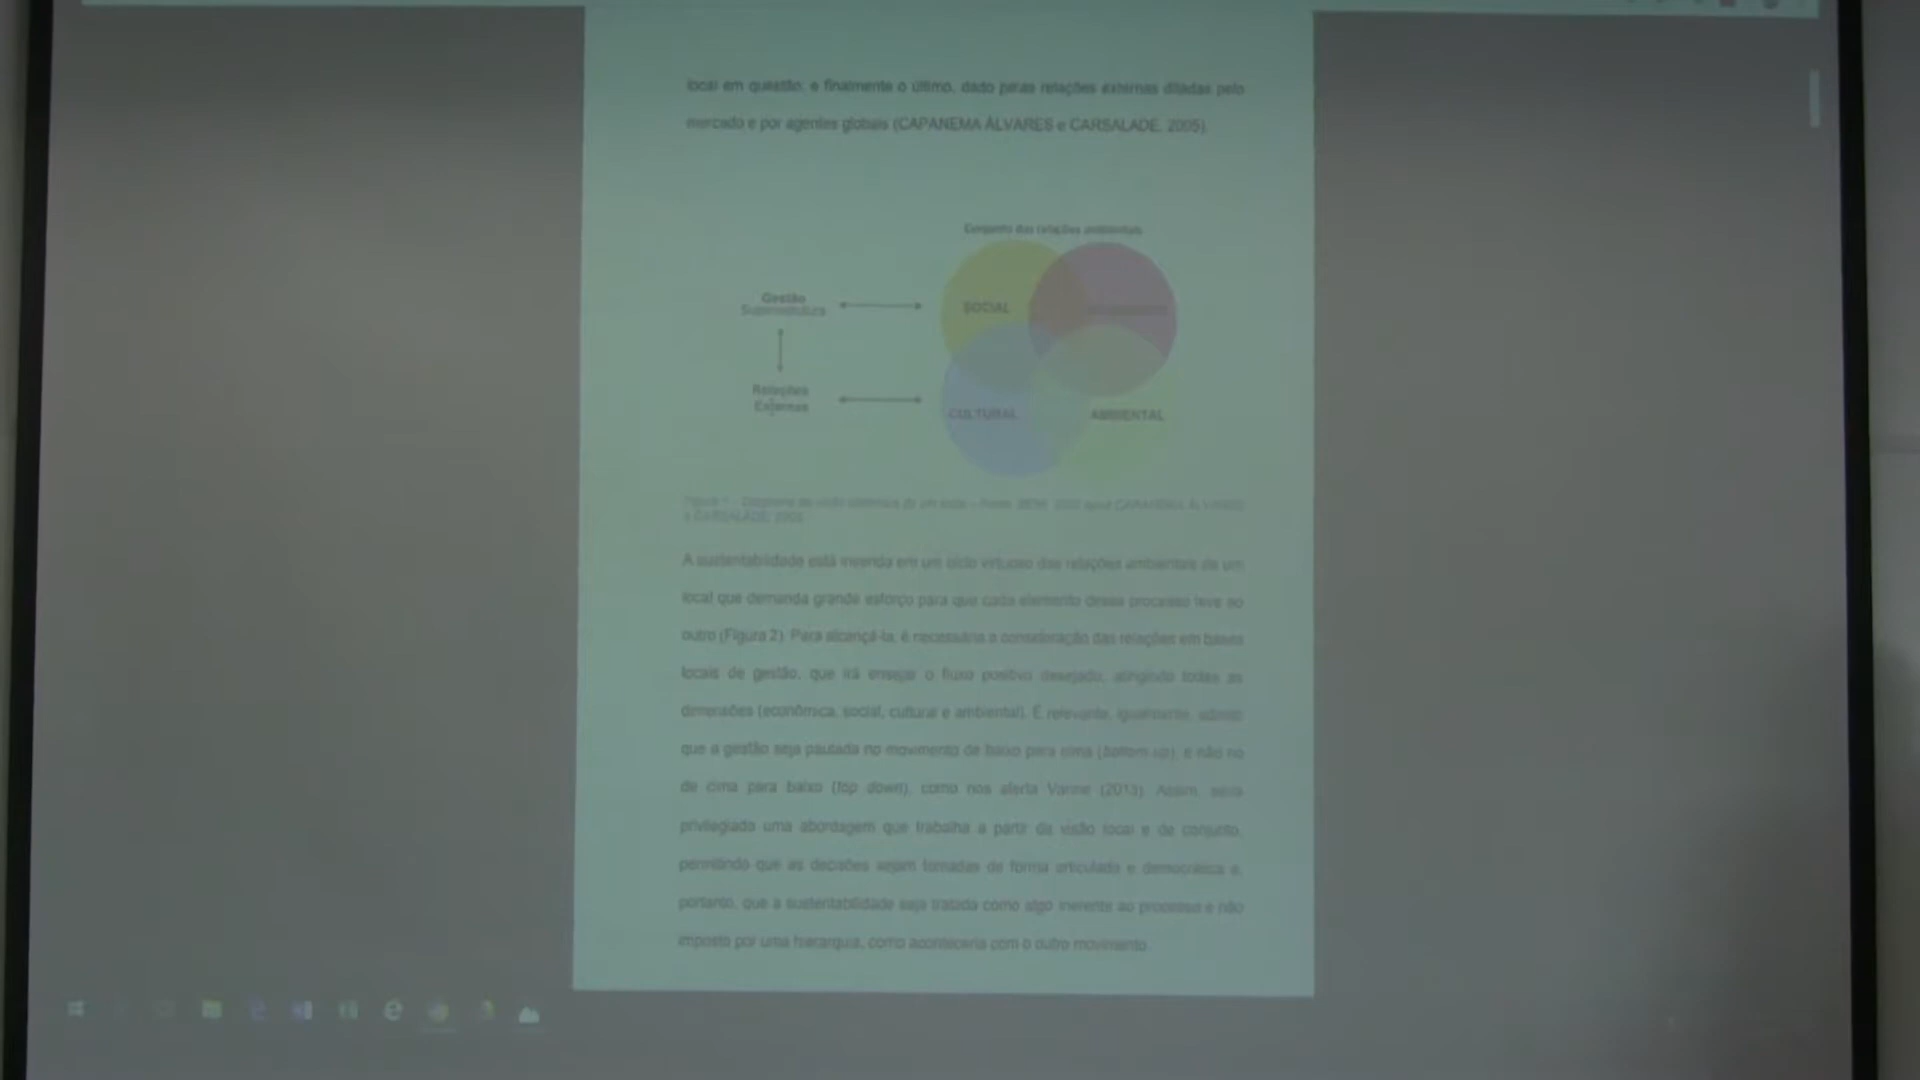 local em questão; e finalmente o último, dado pelas relações externas ditadas pelo
mercado e por agentes globais (CAPANEMA ÁLVARES e CARSALADE, 2005).
Conjunto das relações ambientais
Gestão
Superestrutura
SOCIAL
Relações
Externas
CULTURAL
AMBIENTAL
e CARSALADE, 2005
A sustentabilidade está inserida em um ciclo virtuoso das relações ambientais de um
local que demanda grande esforço para que cada elemento desse processo leve ao
outro (Figura 2). Para alcançá-la, é necessária a consideração das relações em bases
locais de gestão, que irá ensejar o fluxo positivo desejado, atingindo todas as
dimensões (econômica, social, cultural e ambiental). É relevante, igualmente,
que a gestão seja pautada no movimento de baixo para cima (bottom up), e não no
de cima para baixo (top down), como nos alerta Varine (2013). Assim, seria
privilegiada uma abordagem que trabalha a partir da visão local e de conjunto,
permitindo que as decisões sejam tomadas de forma articulada e democrática e,
portanto, que a sustentabilidade seja tratada como algo inerente ao processo e não
imposto por uma hierarquia, como aconteceria com o outro movimento.